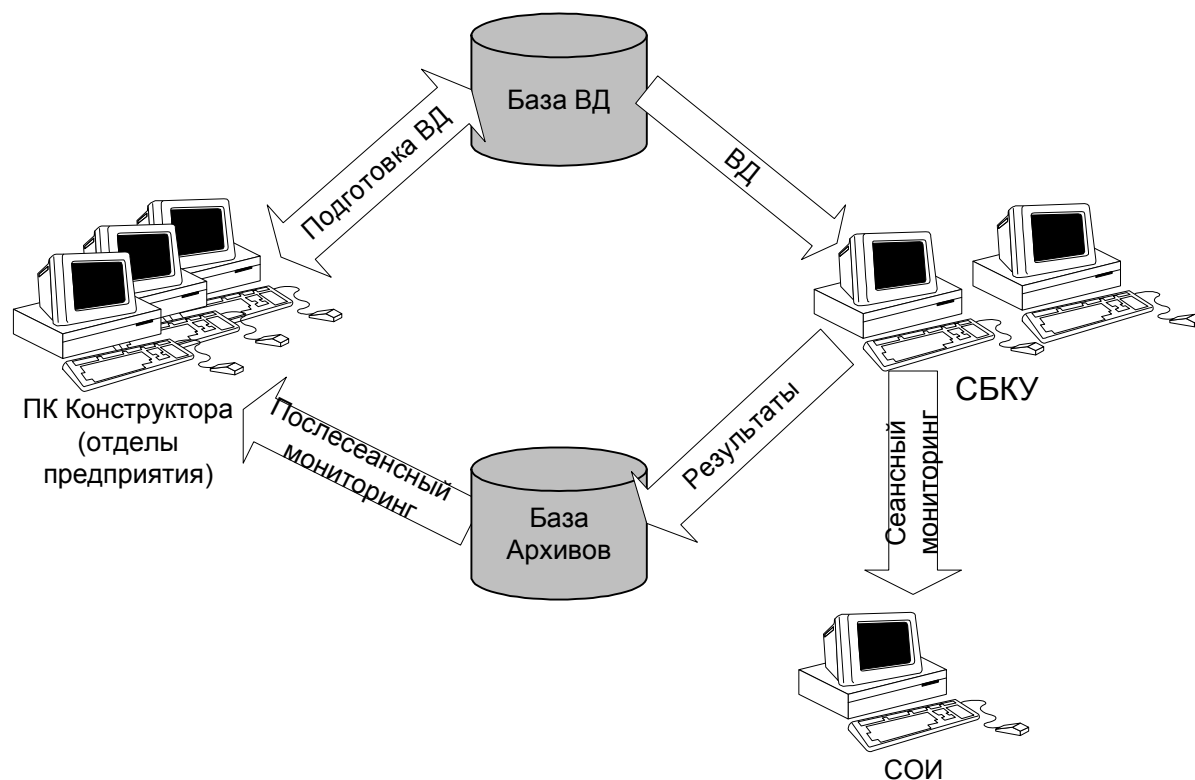 База ВД
Подготовка ВД
ВД
ПК Конструктора
(отделы
предприятия)
СБКУ
Послесеансный
мониторинг
Результаты
Сеансный
мониторинг
База
Архивов
СОИ